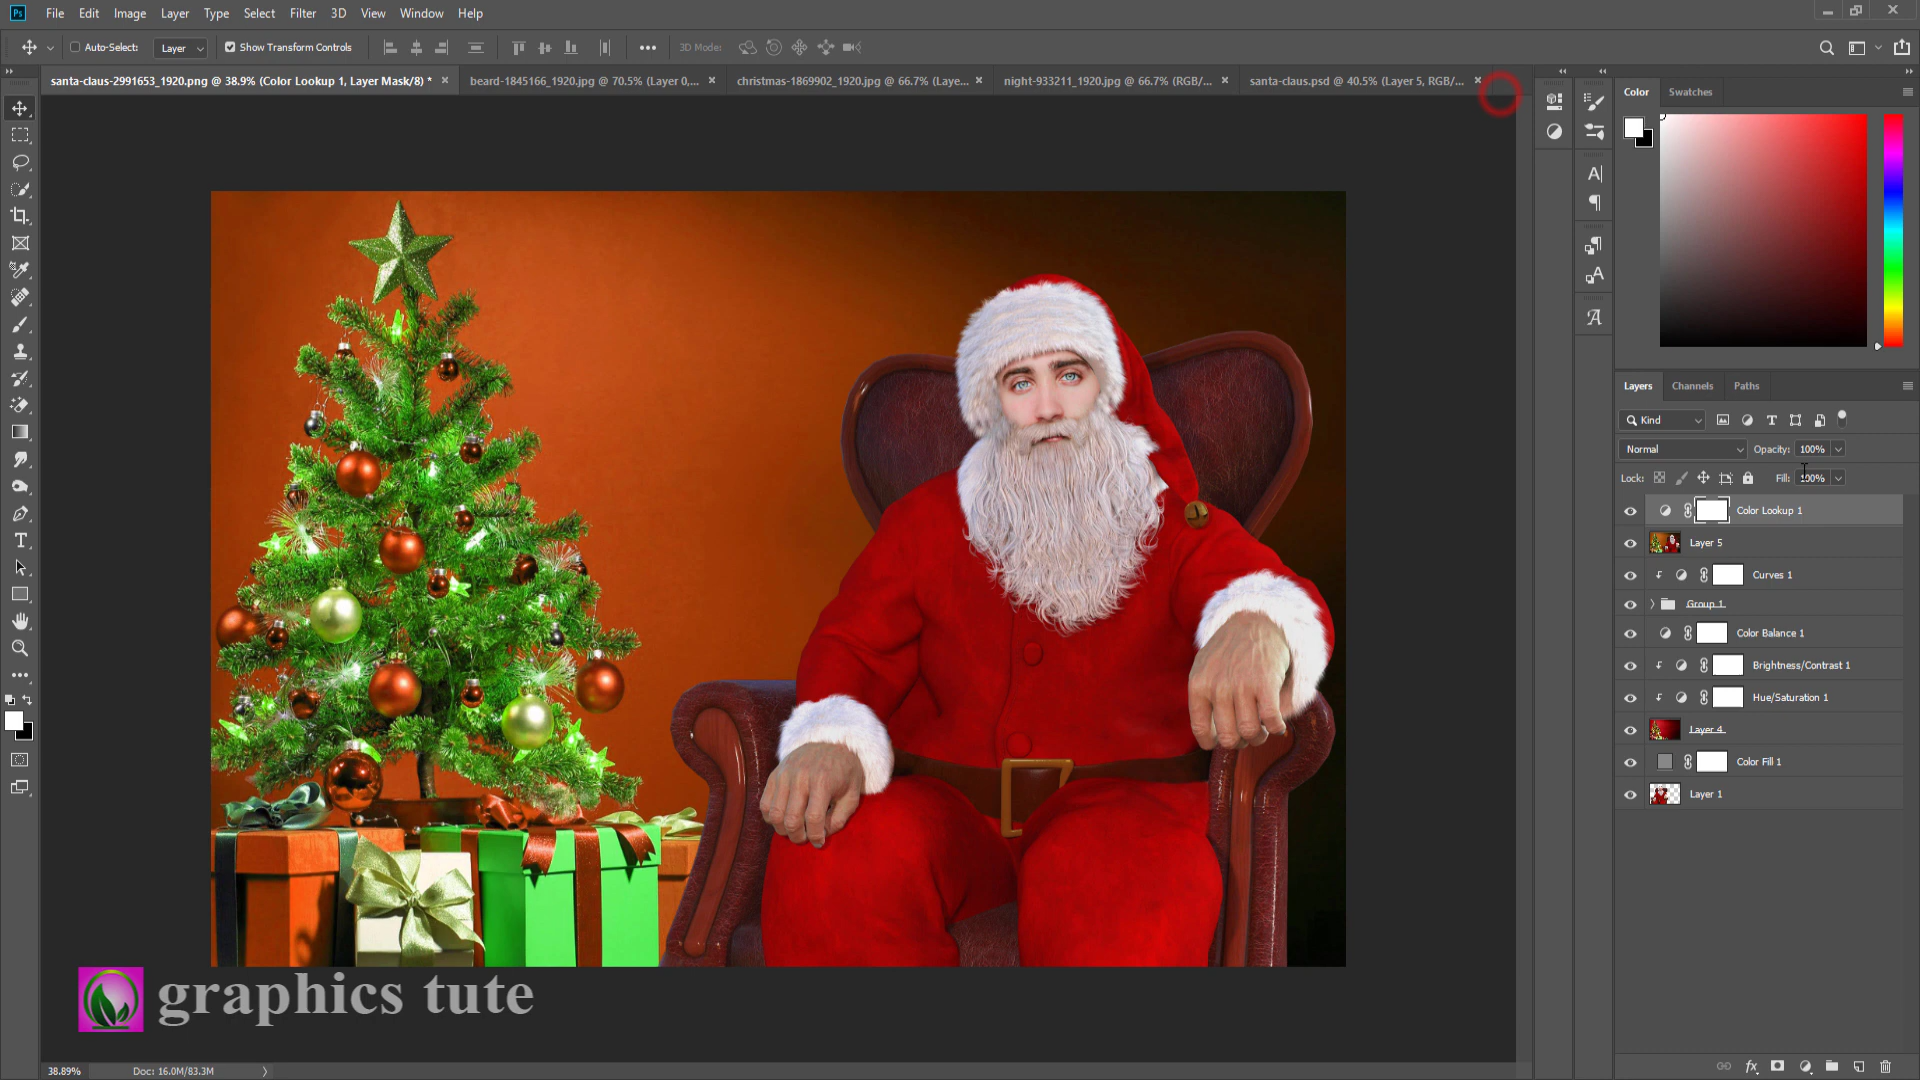 Ps File Edit Image Layer Type Select Filter 3D View Window Help
Auto-Select: Layer Show Transform Controls 3D Mode:
santa-claus-2991653_1920.png @ 38.9% (Color Lookup 1, Layer Mask/8) * beard-1845166_1920.jpg @ 70.5% (Layer 0,... christmas-1869902_1920.jpg @ 66.7% (Laye... night-933211_1920.jpg @ 66.7% (RGB/... santa-claus.psd @ 40.5% (Layer 5, RGB/...
Color Swatches
Layers Channels Paths
Kind
Normal Opacity: 100%
Lock: Fill: 100%
Color Lookup 1
Layer 5
Curves 1
Group 1
Color Balance 1
Brightness/Contrast 1
Hue/Saturation 1
Layer 4
Color Fill 1
Layer 1
graphics tute
38.89% Doc: 16.0M/83.3M